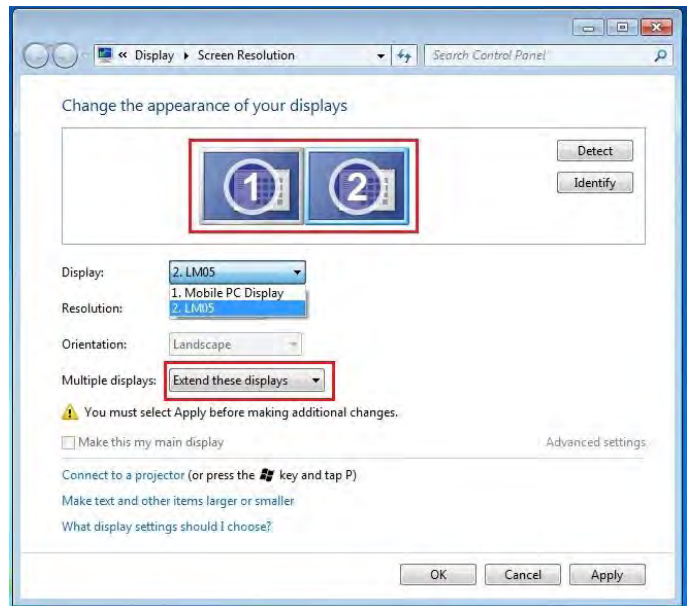 « Display ▸ Screen Resolution Search Control Panel
Change the appearance of your displays
1 2
Detect
Identify
Display: 2. LM05
1. Mobile PC Display
2. LM05
Resolution:
Orientation: Landscape
Multiple displays: Extend these displays
You must select Apply before making additional changes.
Make this my main display Advanced settings
Connect to a projector (or press the key and tap P)
Make text and other items larger or smaller
What display settings should I choose?
OK Cancel Apply